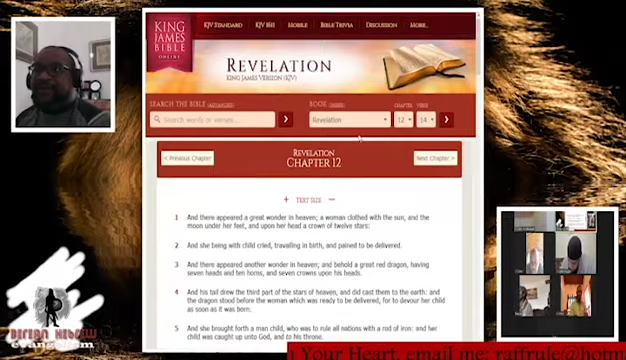 KING
JAMES
BIBLE
ONLINE
KJV STANDARD KJV 1611 MOBILE BIBLE TRIVIA DISCUSSION MORE...
REVELATION
KING JAMES VERSION (KJV)
SEARCH THE BIBLE (ADVANCED) BOOK (INDEX) CHAPTER VERSE
Search words or verses... Revelation 12 14
REVELATION
CHAPTER 12
< Previous Chapter Next Chapter >
+ TEXT SIZE −
1 And there appeared a great wonder in heaven; a woman clothed with the sun, and the
moon under her feet, and upon her head a crown of twelve stars:
2 And she being with child cried, travailing in birth, and pained to be delivered.
3 And there appeared another wonder in heaven; and behold a great red dragon, having
seven heads and ten horns, and seven crowns upon his heads.
4 And his tail drew the third part of the stars of heaven, and did cast them to the earth: and
the dragon stood before the woman which was ready to be delivered, for to devour her child
as soon as it was born.
5 And she brought forth a man child, who was to rule all nations with a rod of iron: and her
child was caught up unto God, and to his throne.
BEREAN HEBREW
Your Heart, email me: